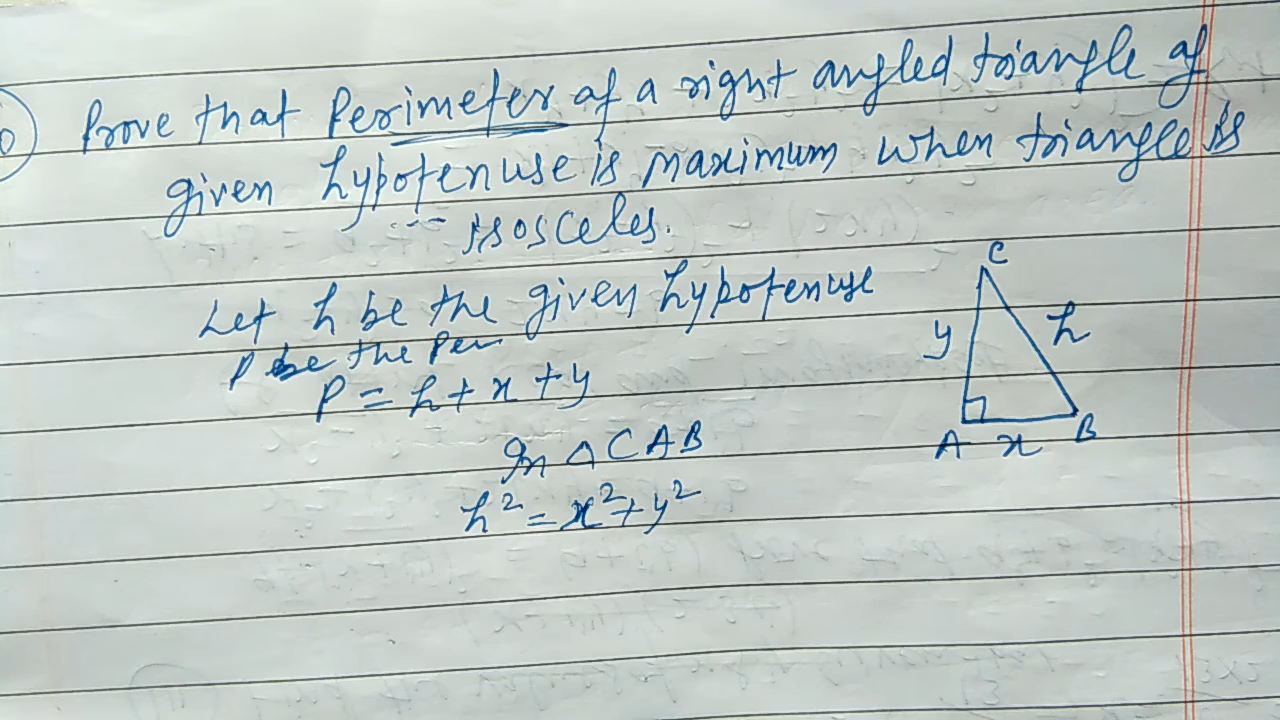 Prove that Perimeter of a right angled triangle of
given hypotenuse is maximum when triangle is
isosceles.
Let h be the given hypotenuse
P be the Per
P = h + x + y
In △ CAB
h² = x² + y²
C
y
h
A x B